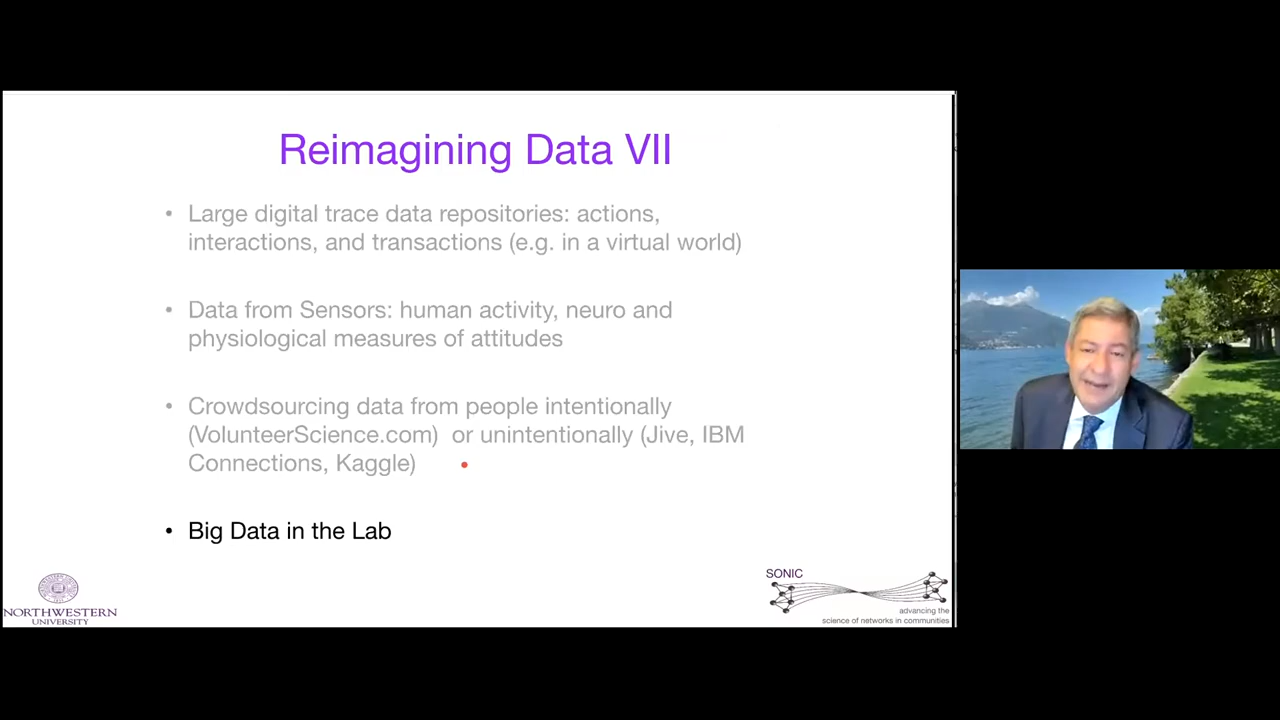 Reimagining Data VII
• Large digital trace data repositories: actions,
interactions, and transactions (e.g. in a virtual world)
• Data from Sensors: human activity, neuro and
physiological measures of attitudes
• Crowdsourcing data from people intentionally
(VolunteerScience.com) or unintentionally (Jive, IBM
Connections, Kaggle)
• Big Data in the Lab
NORTHWESTERN
UNIVERSITY
SONIC
advancing the
science of networks in communities